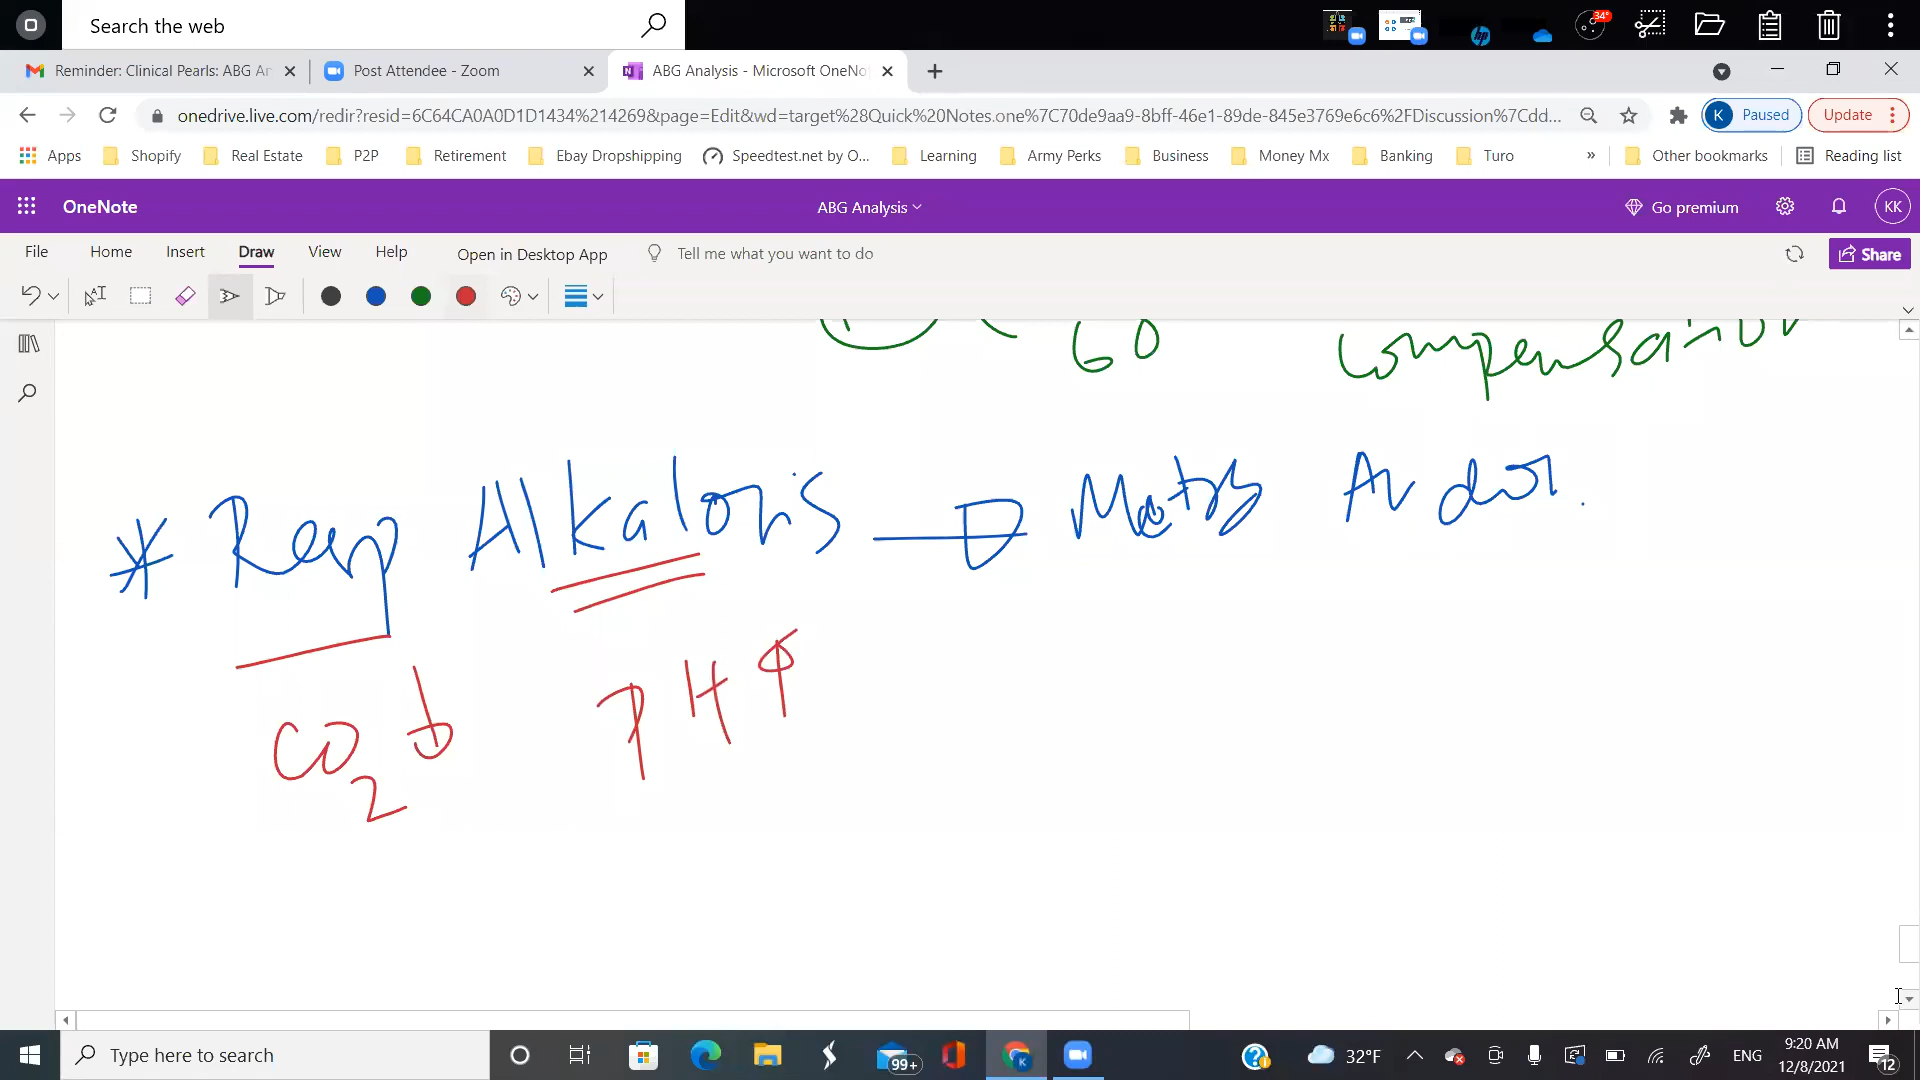 Search the web
34°
Reminder: Clinical Pearls: ABG An
Post Attendee - Zoom
ABG Analysis - Microsoft OneNo
onedrive.live.com/redir?resid=6C64CA0A0D1D1434%214269&page=Edit&wd=target%28Quick%20Notes.one%7C70de9aa9-8bff-46e1-89de-845e3769e6c6%2FDiscussion%7Cdd...
K Paused
Update
Apps
Shopify
Real Estate
P2P
Retirement
Ebay Dropshipping
Speedtest.net by O...
Learning
Army Perks
Business
Money Mx
Banking
Turo
»
Other bookmarks
Reading list
OneNote
ABG Analysis
Go premium
KK
File Home Insert Draw View Help Open in Desktop App
Tell me what you want to do
Share
60 compensation
* Resp Alkalosis → Metab Acidos.
CO2 ↓ PH ↑
Type here to search
99+
32°F
ENG
9:20 AM
12/8/2021
12